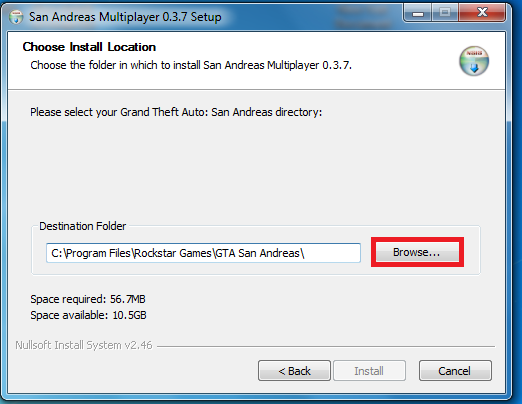 San Andreas Multiplayer 0.3.7 Setup
Choose Install Location
Choose the folder in which to install San Andreas Multiplayer 0.3.7.
Please select your Grand Theft Auto: San Andreas directory:
Destination Folder
C:\Program Files\Rockstar Games\GTA San Andreas\
Browse...
Space required: 56.7MB
Space available: 10.5GB
Nullsoft Install System v2.46
< Back
Install
Cancel